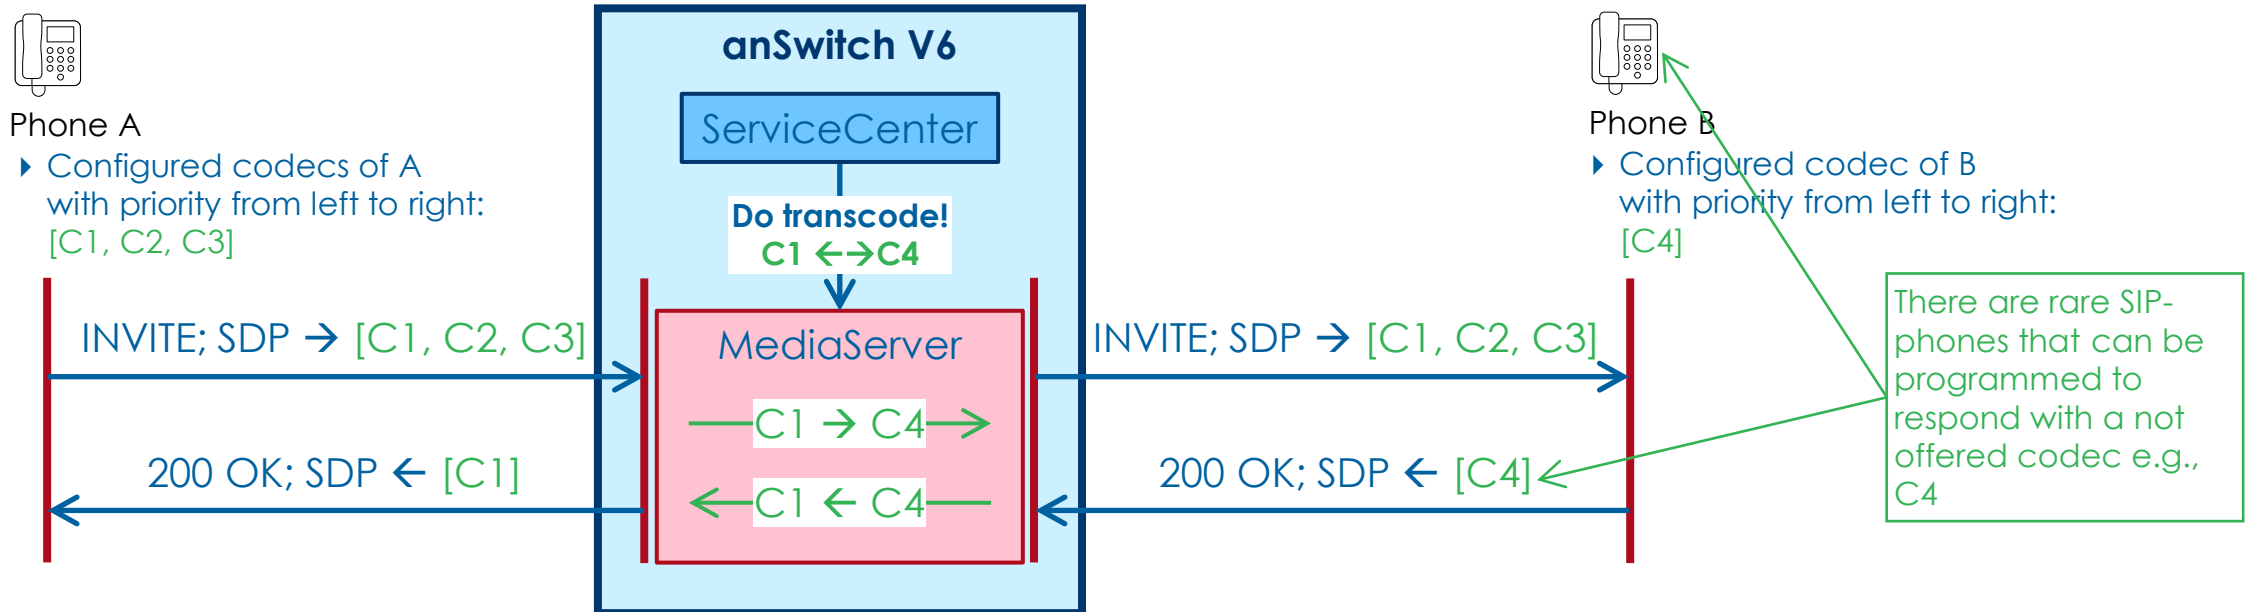 anSwitch V6
ServiceCenter
Do transcode!
C1 ←→C4
Phone A
Configured codecs of A
with priority from left to right:
[C1, C2, C3]
Phone B
Configured codec of B
with priority from left to right:
[C4]
INVITE; SDP → [C1, C2, C3]
MediaServer
INVITE; SDP → [C1, C2, C3]
C1 → C4
200 OK; SDP ← [C1]
C1 ← C4
200 OK; SDP ← [C4]
There are rare SIP-
phones that can be
programmed to
respond with a not
offered codec e.g.,
C4